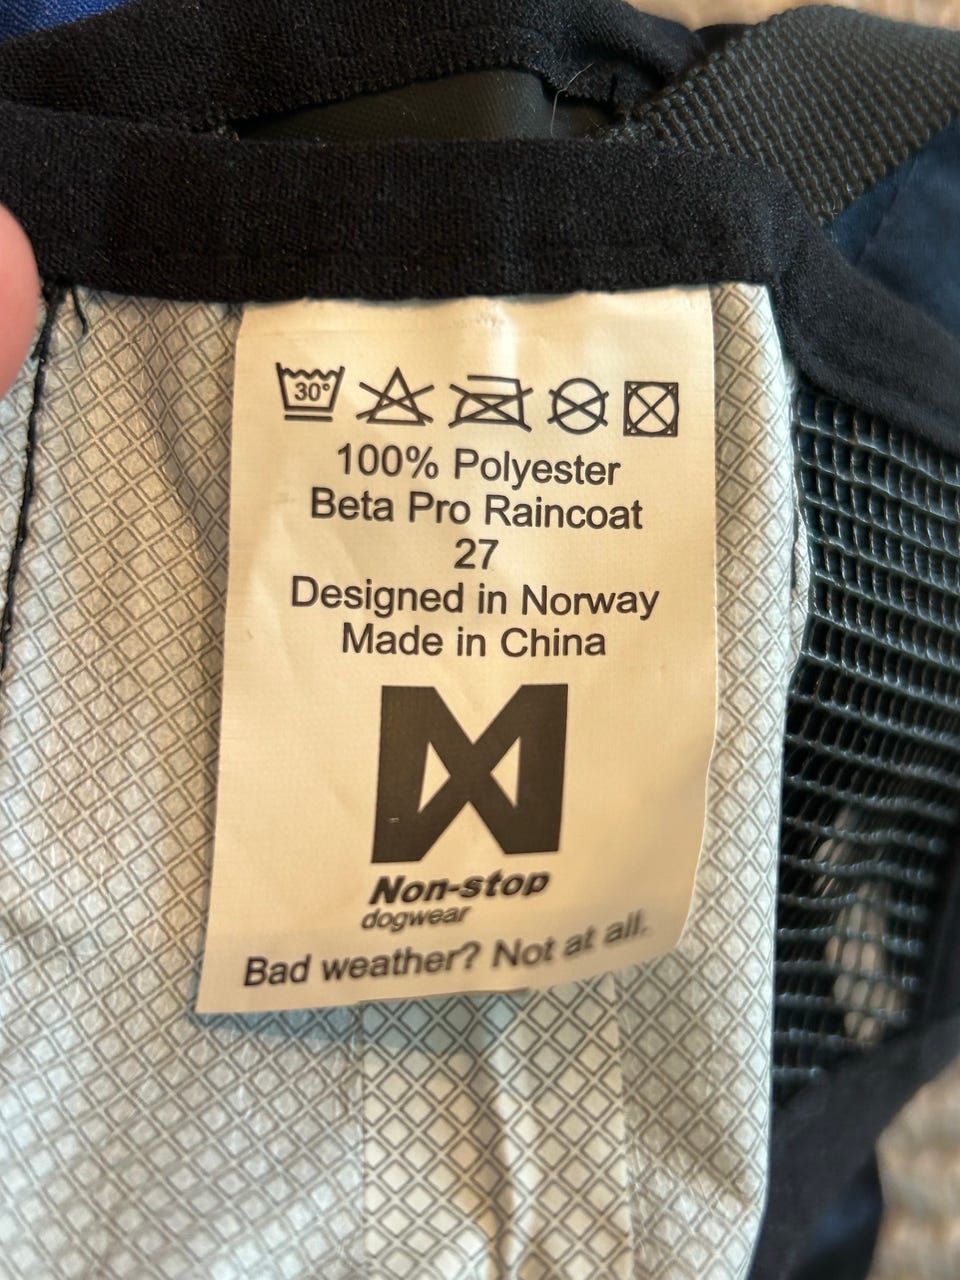 30°
100% Polyester
Beta Pro Raincoat
27
Designed in Norway
Made in China
Non-stop
dogwear
Bad weather? Not at all.